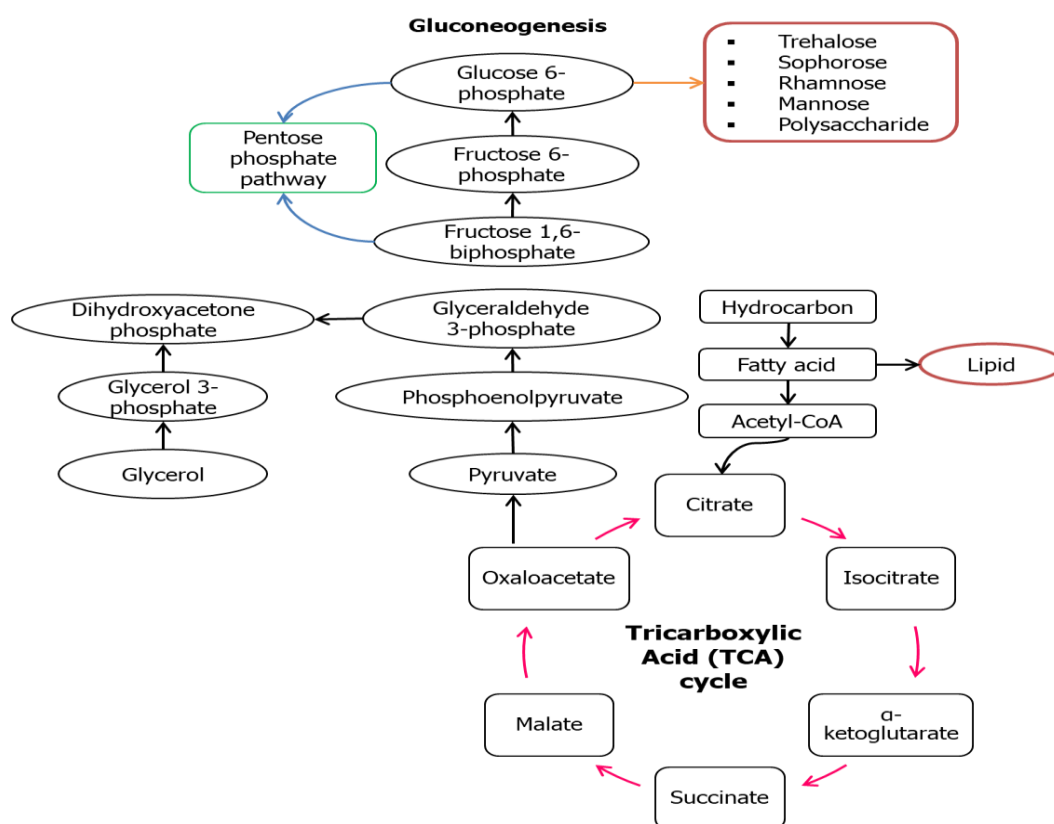 Gluconeogenesis
Glucose 6-
phosphate
▪ Trehalose
▪ Sophorose
▪ Rhamnose
▪ Mannose
▪ Polysaccharide
Pentose
phosphate
pathway
Fructose 6-
phosphate
Fructose 1,6-
biphosphate
Dihydroxyacetone
phosphate
Glyceraldehyde
3-phosphate
Hydrocarbon
Fatty acid
Lipid
Glycerol 3-
phosphate
Phosphoenolpyruvate
Acetyl-CoA
Glycerol
Pyruvate
Citrate
Oxaloacetate
Isocitrate
Tricarboxylic
Acid (TCA)
cycle
Malate
α-
ketoglutarate
Succinate